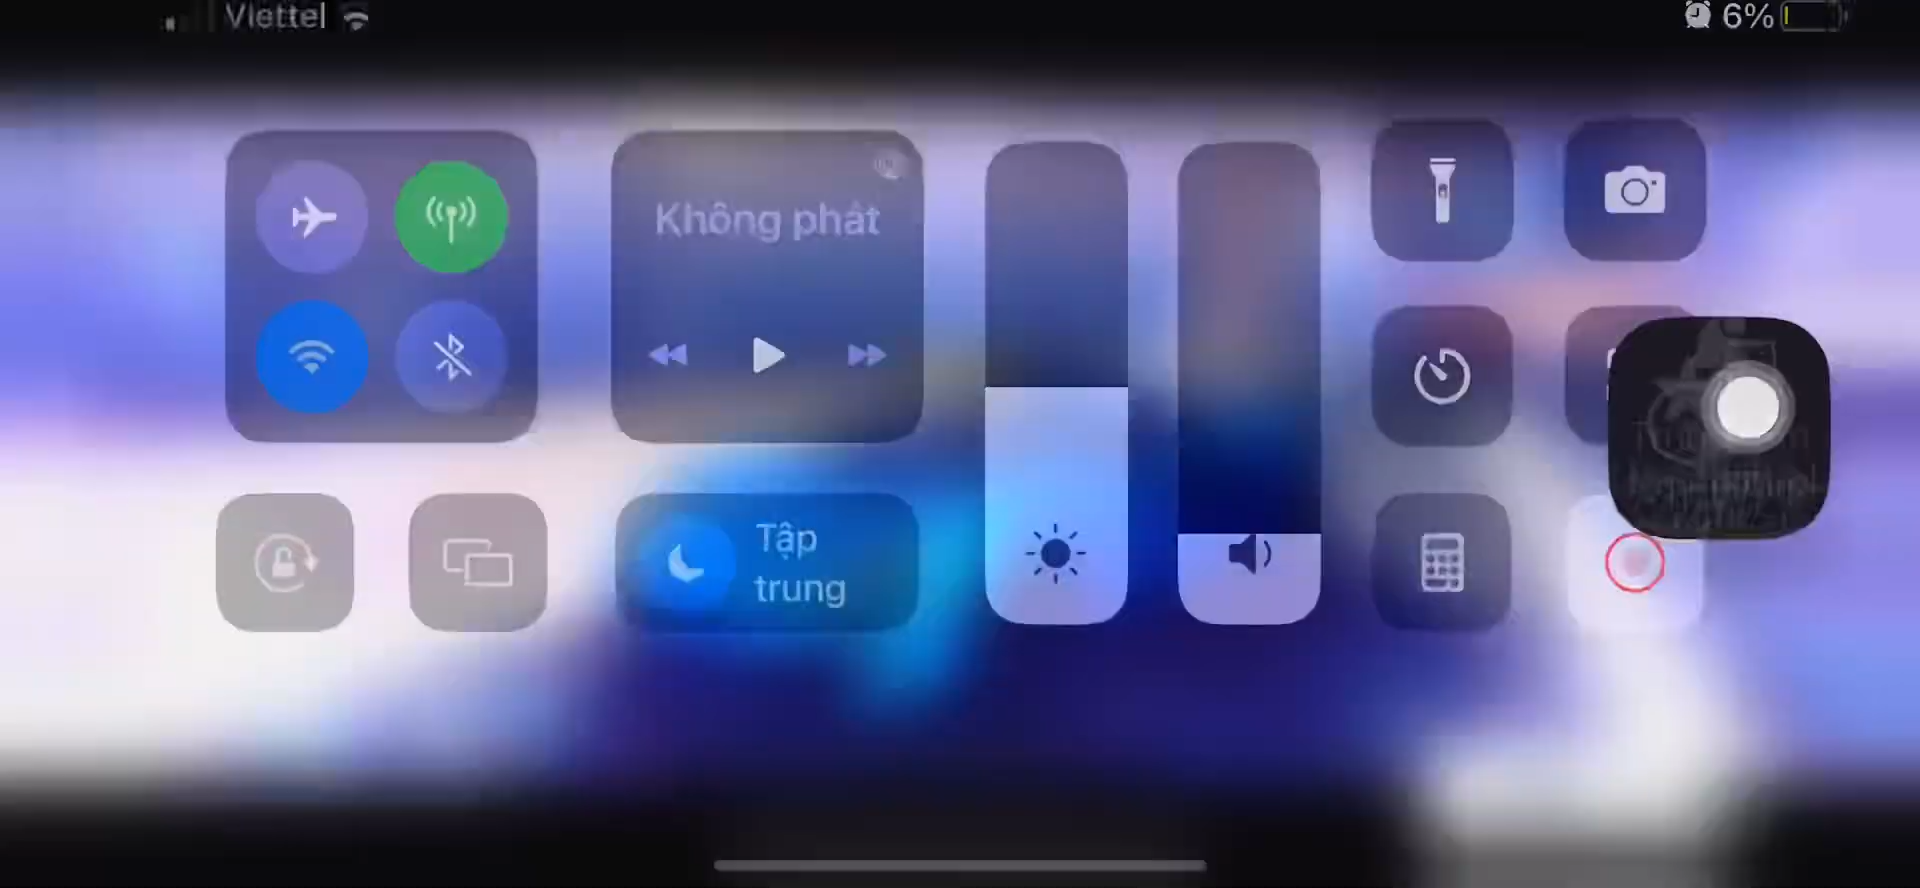 Viettel
6%
Không phát
Tập
trung